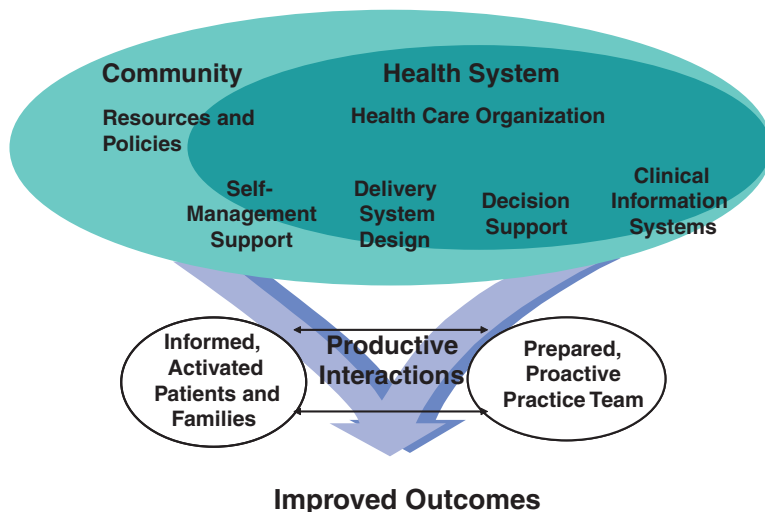 Community
Health System
Resources and
Policies
Health Care Organization
Self-
Management
Support
Delivery
System
Design
Decision
Support
Clinical
Information
Systems
Informed,
Activated
Patients and
Families
Productive
Interactions
Prepared,
Proactive
Practice Team
Improved Outcomes